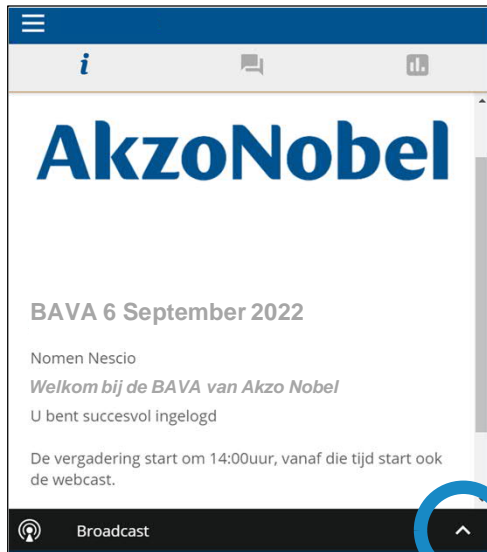 i
AkzoNobel
BAVA 6 September 2022
Nomen Nescio
Welkom bij de BAVA van Akzo Nobel
U bent succesvol ingelogd
De vergadering start om 14:00uur, vanaf die tijd start ook
de webcast.
Broadcast